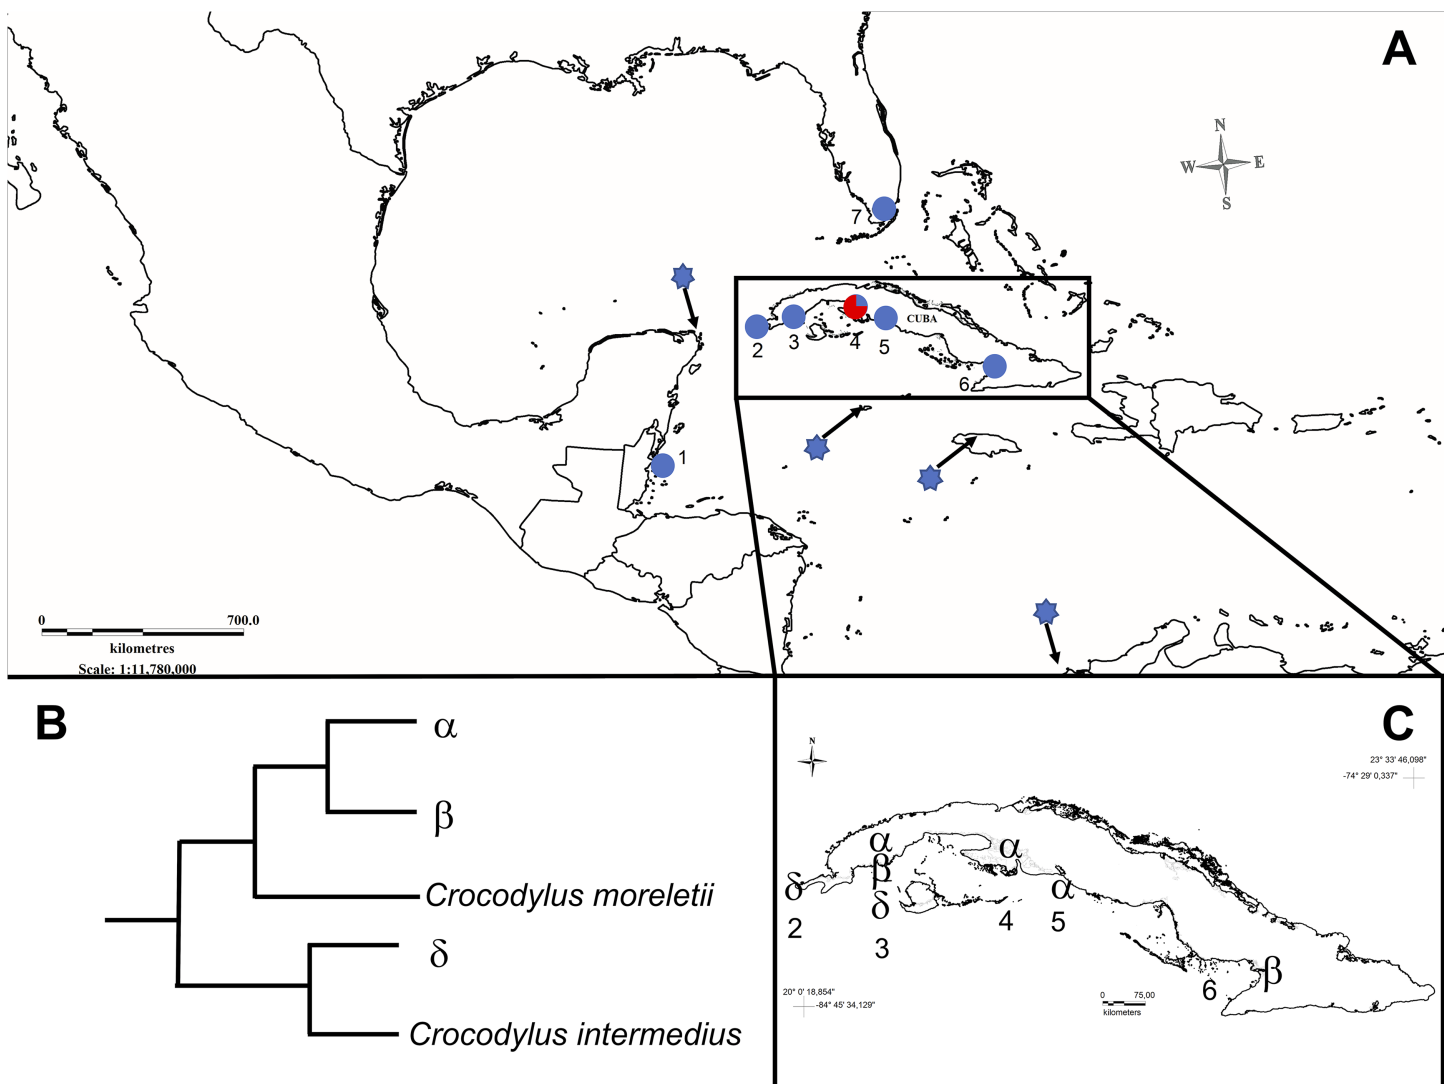 A
N
W E
S
7
CUBA
2
3
4
5
6
1
0 700.0
kilometres
Scale: 1:11,780,000
B
α
β
Crocodylus moreletii
δ
Crocodylus intermedius
C
N
23° 33' 46,098"
-74° 29' 0,337"
α
β
δ
α
δ
α
2
3
4
5
6
β
20° 0' 18,854"
-84° 45' 34,129"
0 75,00
kilometers